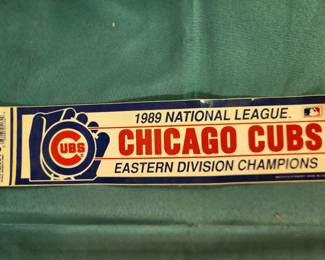 1989 NATIONAL LEAGUE
CUBS
CHICAGO CUBS
EASTERN DIVISION CHAMPIONS